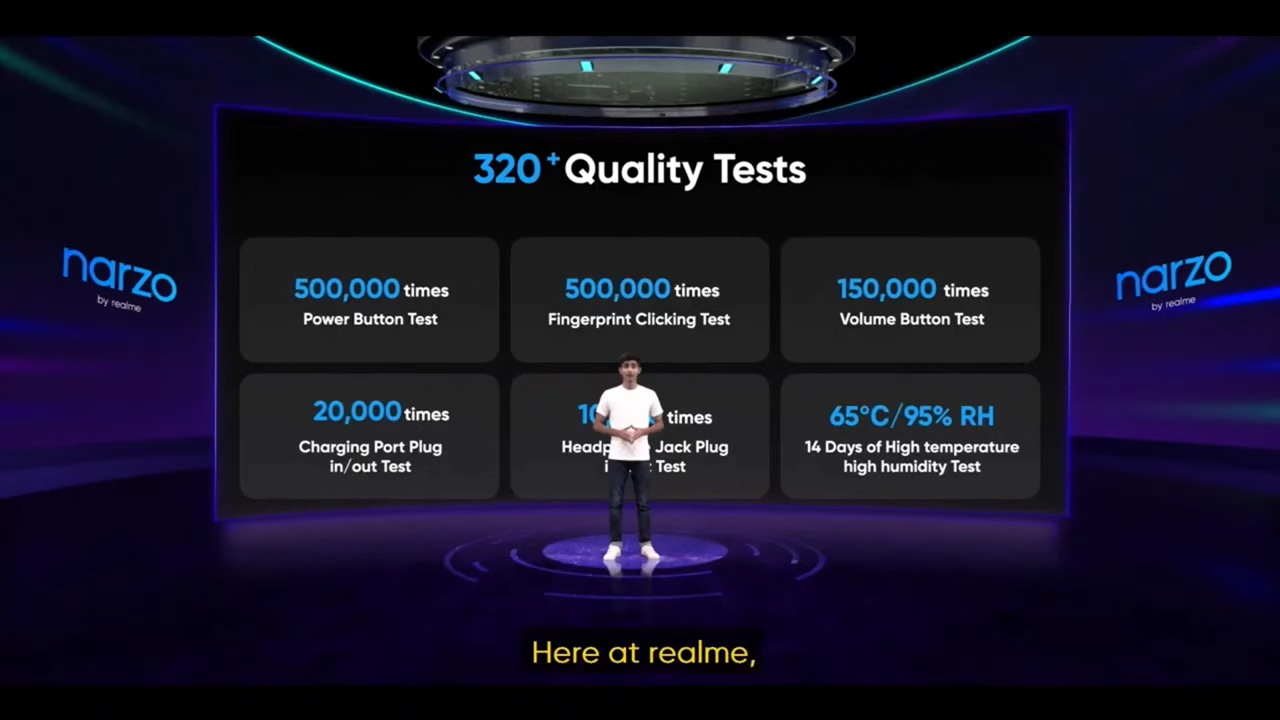 320+ Quality Tests
narzo
by realme
narzo
by realme
500,000 times
Power Button Test
500,000 times
Fingerprint Clicking Test
150,000 times
Volume Button Test
20,000 times
Charging Port Plug
in/out Test
times
Jack Plug
Test
65°C/95% RH
14 Days of High temperature
high humidity Test
Here at realme,